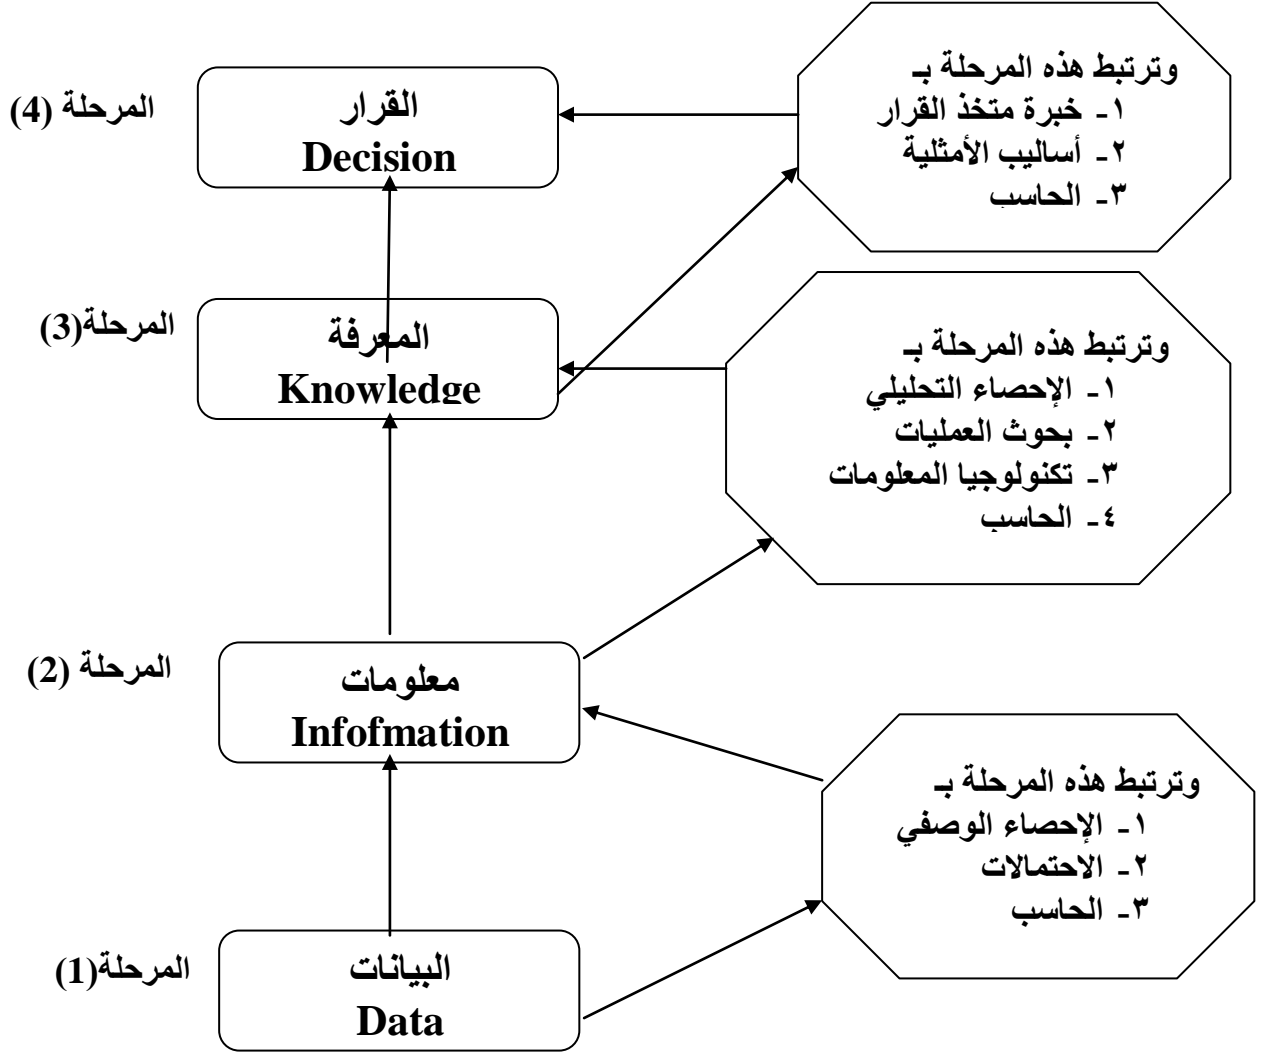 المرحلة (4)
القرار
Decision
وترتبط هذه المرحلة بـ
١- خبرة متخذ القرار
٢- أساليب الأمثلية
٣- الحاسب
المرحلة(3)
المعرفة
Knowledge
وترتبط هذه المرحلة بـ
١- الإحصاء التحليلي
٢- بحوث العمليات
٣- تكنولوجيا المعلومات
٤- الحاسب
المرحلة (2)
معلومات
Infofmation
وترتبط هذه المرحلة بـ
١- الإحصاء الوصفي
٢- الاحتمالات
٣- الحاسب
المرحلة(1)
البيانات
Data